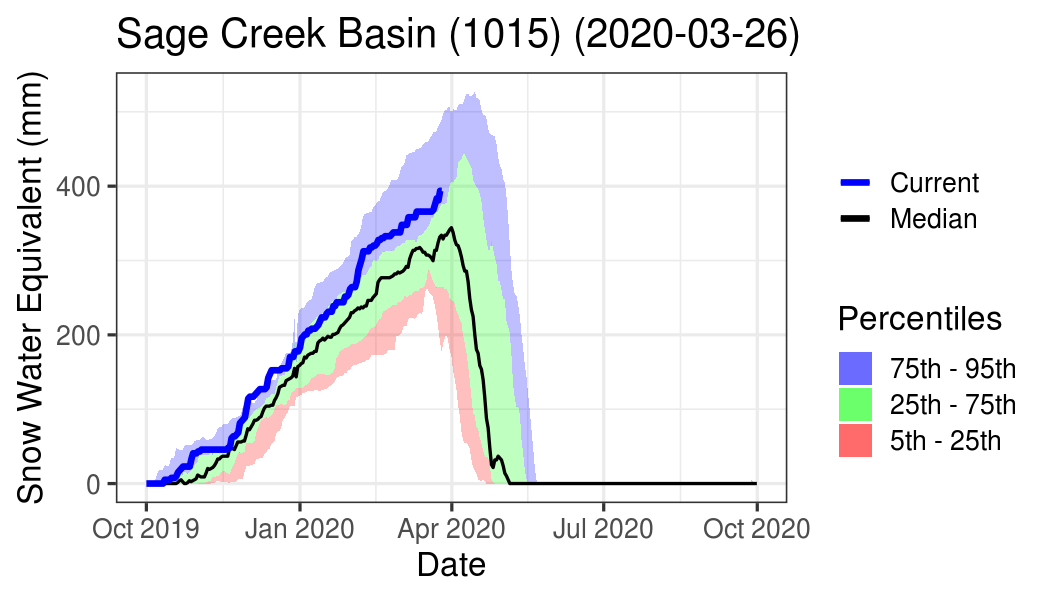 Sage Creek Basin (1015) (2020-03-26)
Snow Water Equivalent (mm)
400
200
0
Oct 2019
Jan 2020
Apr 2020
Jul 2020
Oct 2020
Date
Current
Median
Percentiles
75th - 95th
25th - 75th
5th - 25th